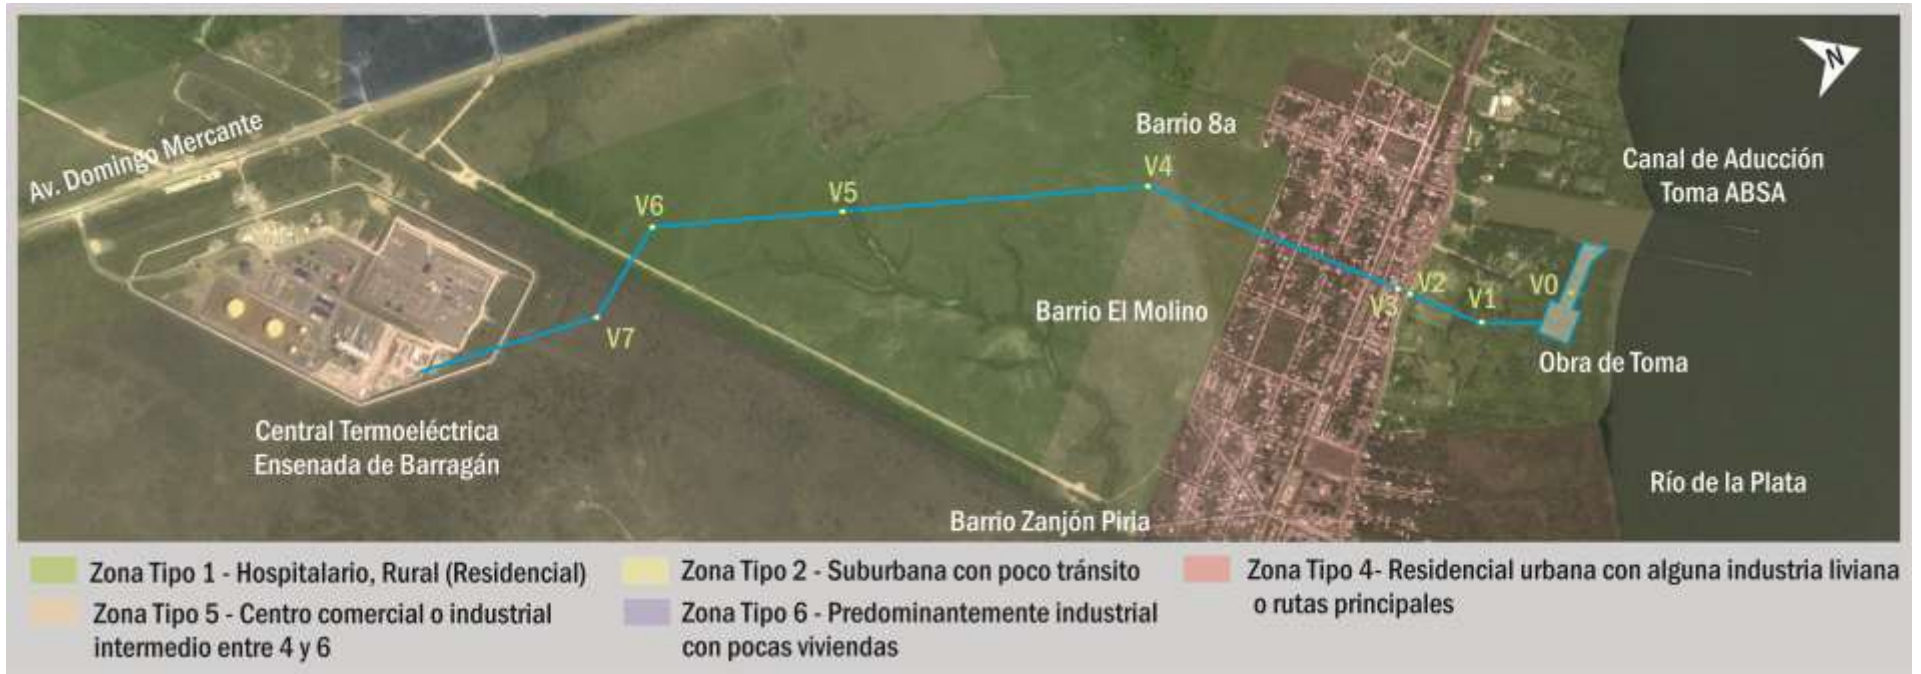 N
Av. Domingo Mercante
Barrio 8a
Canal de Aducción
Toma ABSA
V4
V5
V6
V0
V2
V1
V3
Barrio El Molino
V7
Obra de Toma
Central Termoeléctrica
Ensenada de Barragán
Río de la Plata
Barrio Zanjón Piria
Zona Tipo 1 - Hospitalario, Rural (Residencial)
Zona Tipo 2 - Suburbana con poco tránsito
Zona Tipo 4- Residencial urbana con alguna industria liviana
o rutas principales
Zona Tipo 5 - Centro comercial o industrial
intermedio entre 4 y 6
Zona Tipo 6 - Predominantemente industrial
con pocas viviendas